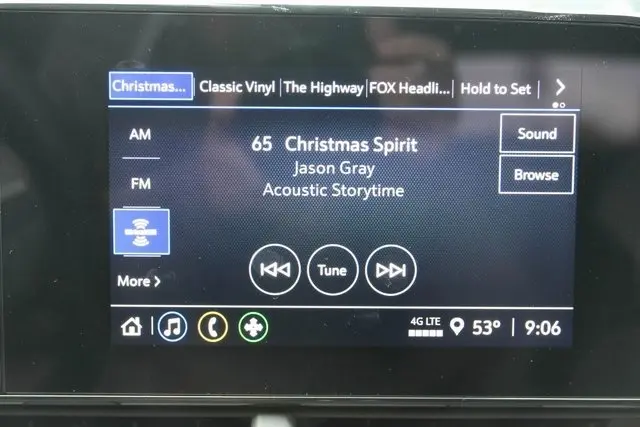 Christmas... Classic Vinyl The Highway FOX Headli... Hold to Set >
AM
65 Christmas Spirit
Sound
Jason Gray
FM
Browse
Acoustic Storytime
More >
Tune
4G LTE
53° 9:06